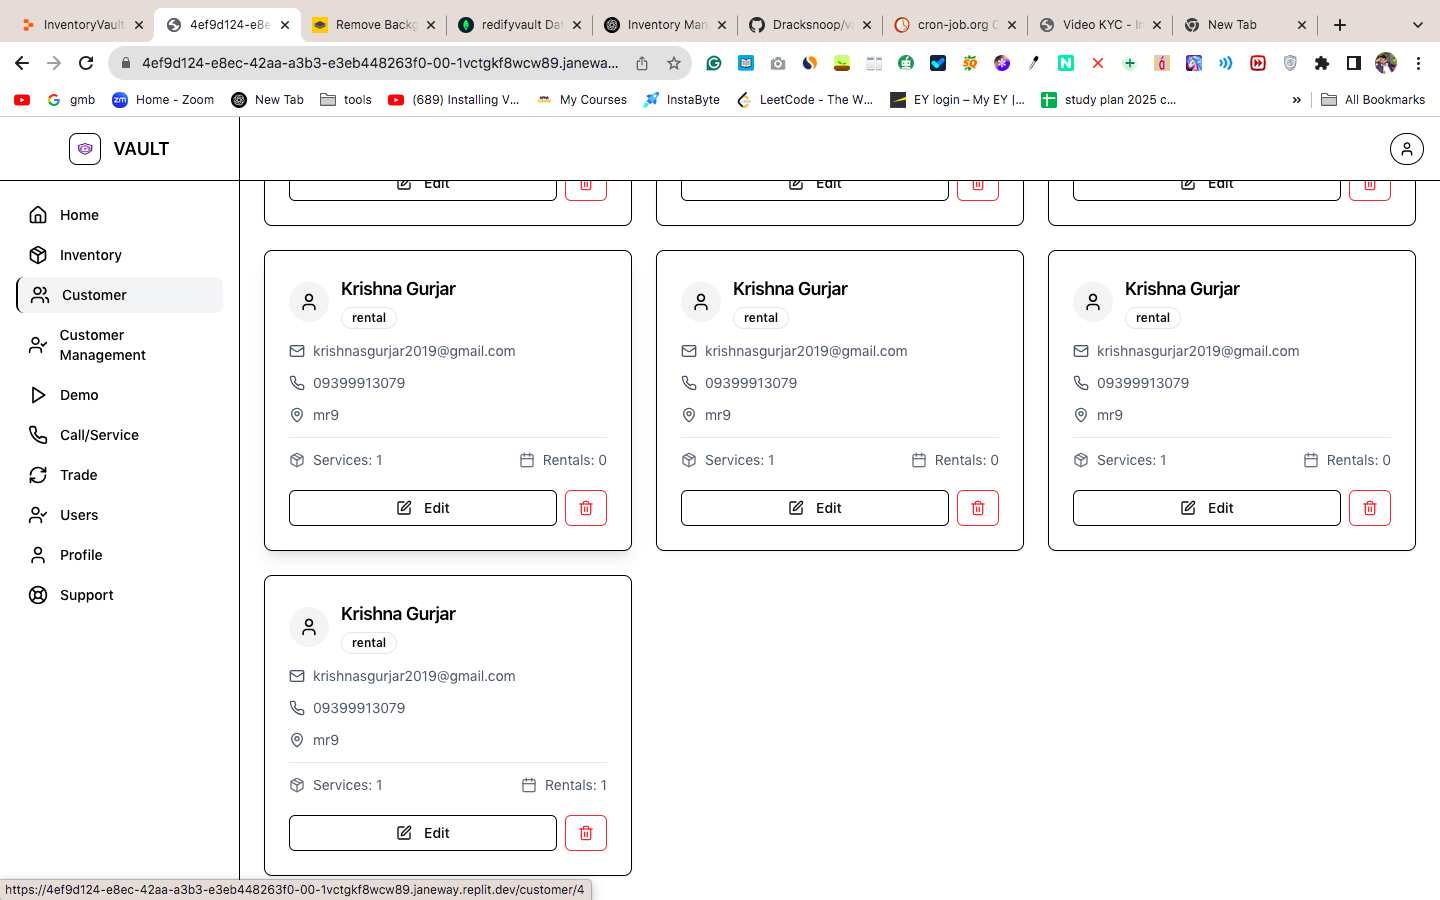 InventoryVault
4ef9d124-e8e
Remove Backg
redifyvault Dat
Inventory Man
Dracksnoop/va
cron-job.org C
Video KYC - In
New Tab
4ef9d124-e8ec-42aa-a3b3-e3eb448263f0-00-1vctgkf8wcw89.janewa...
gmb
Home - Zoom
New Tab
tools
(689) Installing V...
My Courses
InstaByte
LeetCode - The W...
EY login – My EY |...
study plan 2025 c...
»
All Bookmarks
VAULT
Home
Inventory
Customer
Customer
Management
Demo
Call/Service
Trade
Users
Profile
Support
Edit
Edit
Edit
Krishna Gurjar
rental
krishnasgurjar2019@gmail.com
09399913079
mr9
Services: 1
Rentals: 0
Edit
Krishna Gurjar
rental
krishnasgurjar2019@gmail.com
09399913079
mr9
Services: 1
Rentals: 0
Edit
Krishna Gurjar
rental
krishnasgurjar2019@gmail.com
09399913079
mr9
Services: 1
Rentals: 0
Edit
Krishna Gurjar
rental
krishnasgurjar2019@gmail.com
09399913079
mr9
Services: 1
Rentals: 1
Edit
https://4ef9d124-e8ec-42aa-a3b3-e3eb448263f0-00-1vctgkf8wcw89.janeway.replit.dev/customer/4